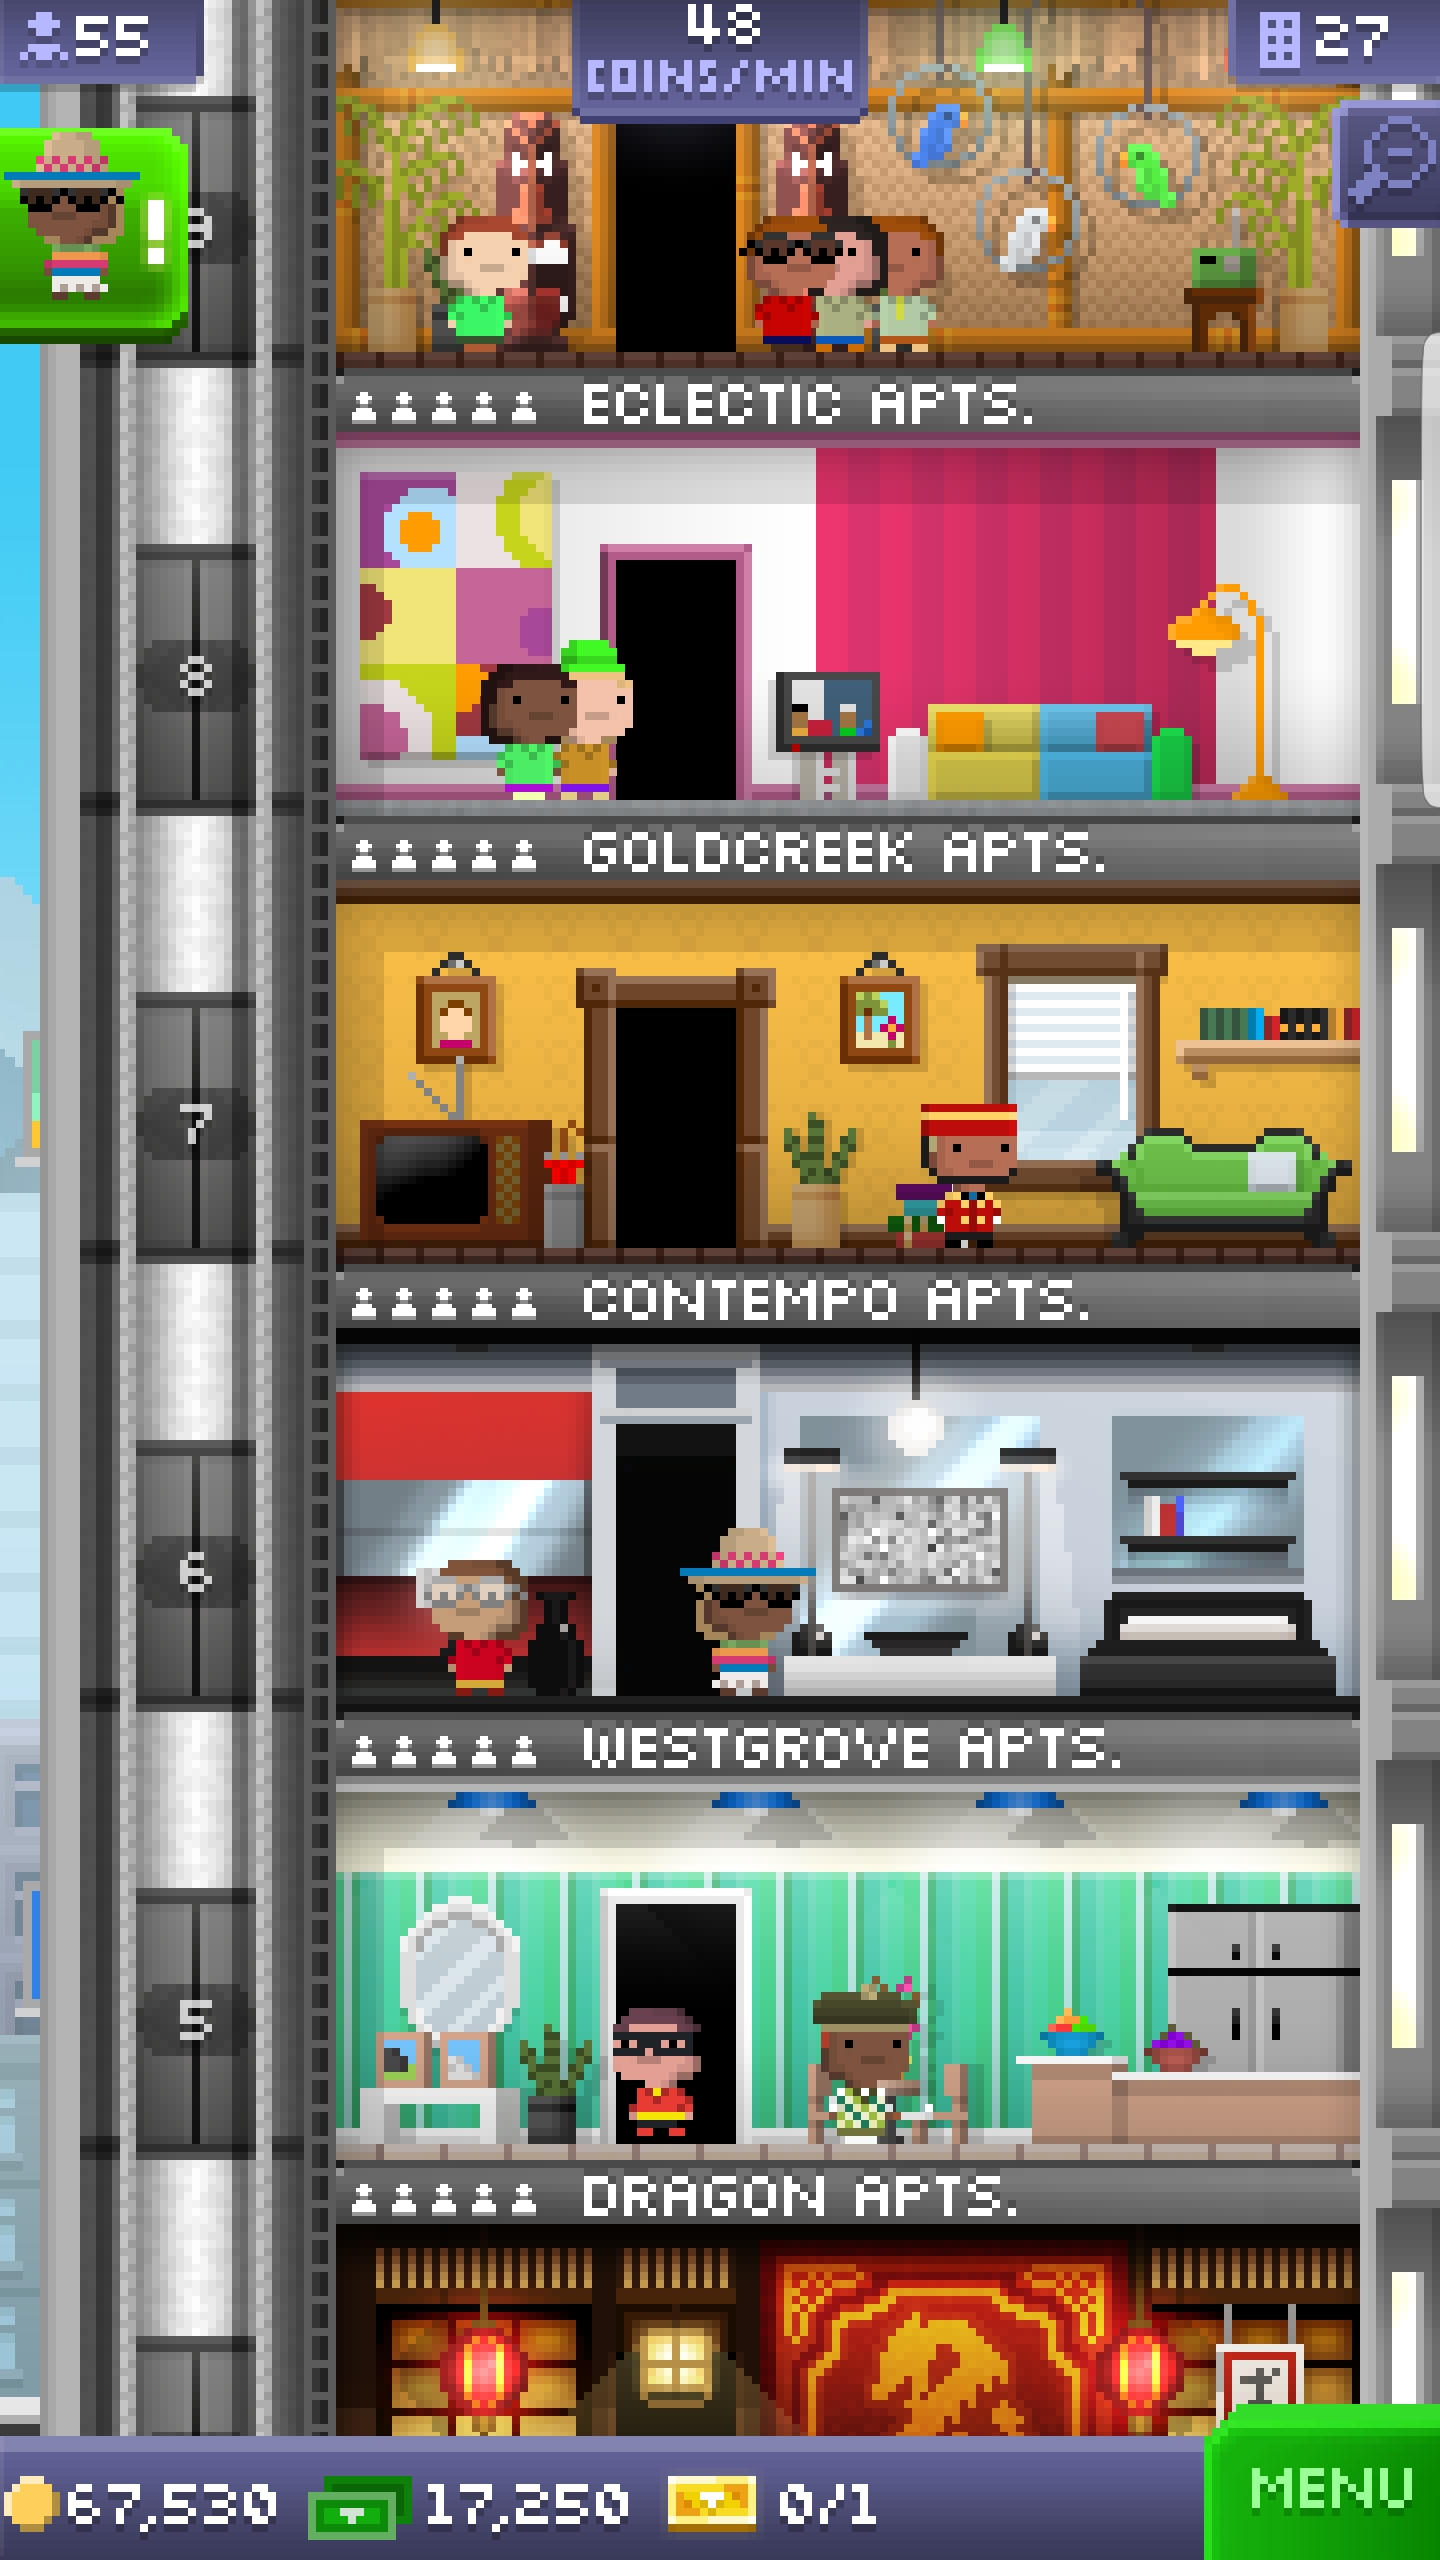 55
48
COINS/MIN
27
!
9
ECLECTIC APTS.
8
GOLDCREEK APTS.
7
CONTEMPO APTS.
6
WESTGROVE APTS.
5
DRAGON APTS.
67,530
17,250
0/1
MENU